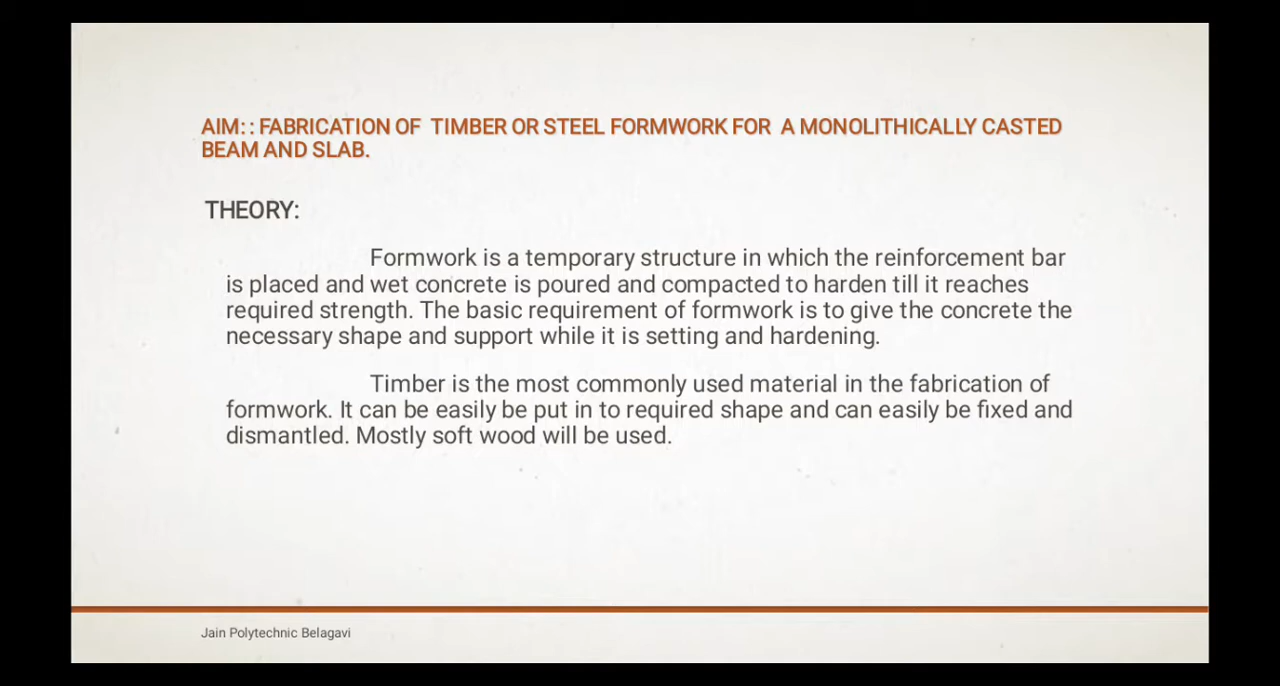 AIM: : FABRICATION OF TIMBER OR STEEL FORMWORK FOR A MONOLITHICALLY CASTED
BEAM AND SLAB.
THEORY:
Formwork is a temporary structure in which the reinforcement bar
is placed and wet concrete is poured and compacted to harden till it reaches
required strength. The basic requirement of formwork is to give the concrete the
necessary shape and support while it is setting and hardening.
Timber is the most commonly used material in the fabrication of
formwork. It can be easily be put in to required shape and can easily be fixed and
dismantled. Mostly soft wood will be used.
Jain Polytechnic Belagavi